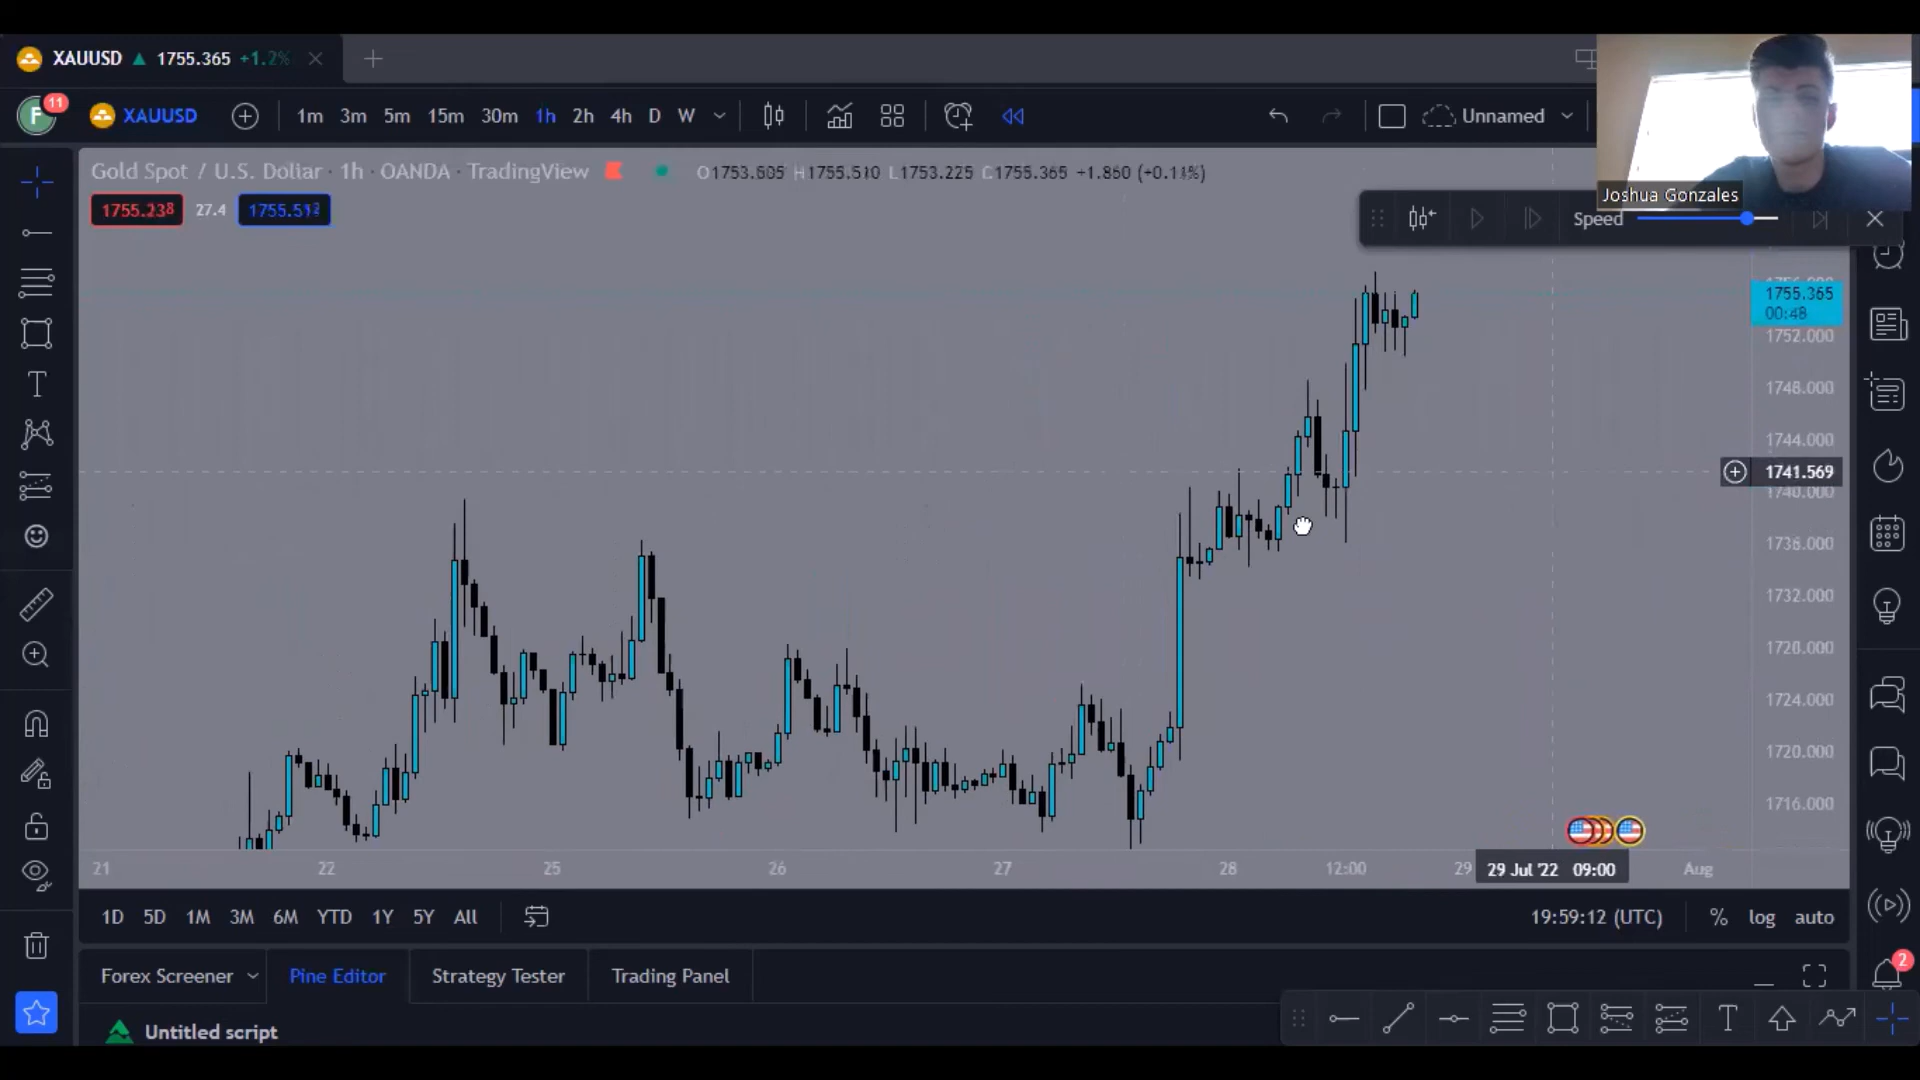 XAUUSD 1755.365 +1.2%
F 11 XAUUSD 1m 3m 5m 15m 30m 1h 2h 4h D W Unnamed
Joshua Gonzales
Gold Spot / U.S. Dollar · 1h · OANDA · TradingView O1753.605 H1755.510 L1753.225 C1755.365 +1.860 (+0.11%)
1755.238 27.4 1755.512
Speed
1755.365
00:48
1752.000
1748.000
1744.000
1741.569
1740.000
1736.000
1732.000
1728.000
1724.000
1720.000
1716.000
21 22 25 26 27 28 12:00 29 29 Jul '22 09:00 Aug
1D 5D 1M 3M 6M YTD 1Y 5Y All 19:59:12 (UTC) % log auto
Forex Screener Pine Editor Strategy Tester Trading Panel
2
Untitled script